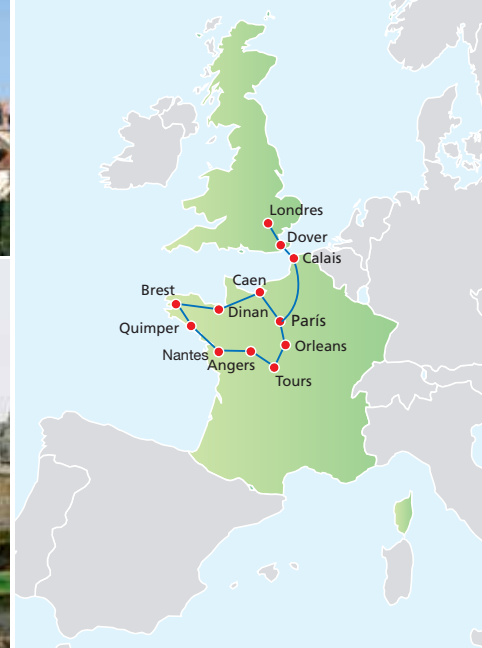 Londres
Dover
Calais
Caen
Brest
Dinan
Quimper
París
Orleans
Nantes
Angers
Tours